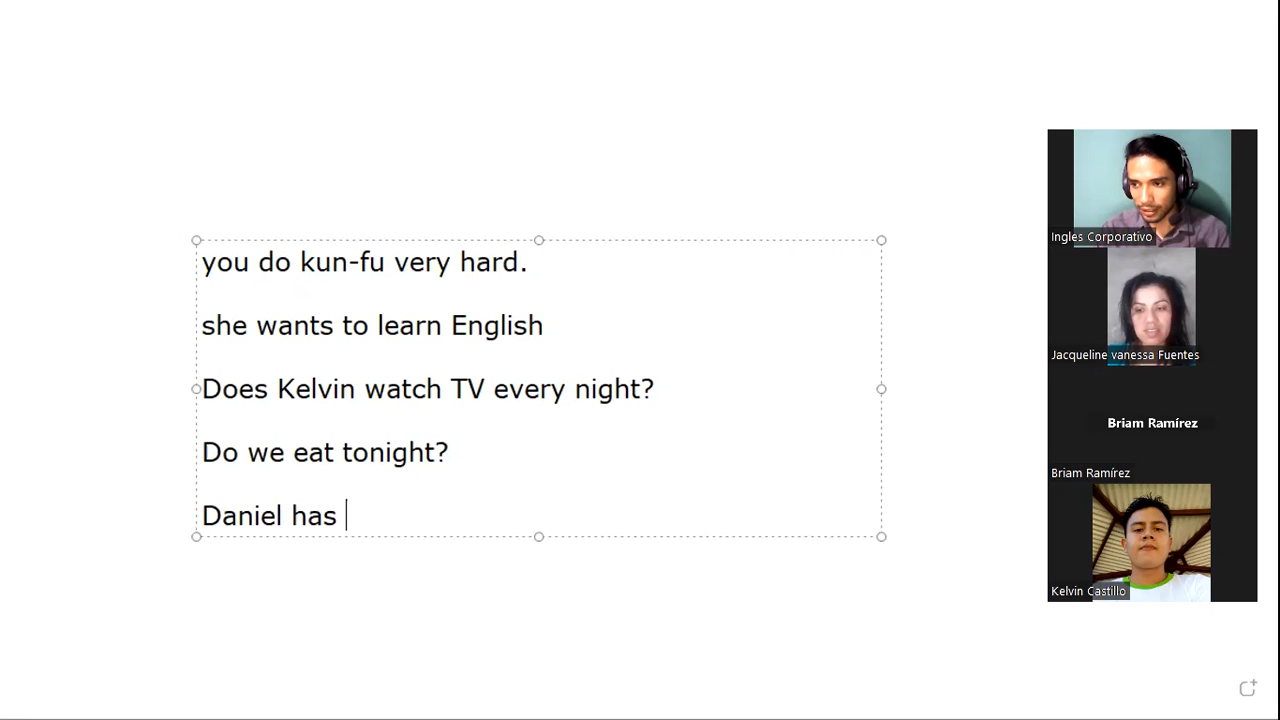 you do kun-fu very hard.
she wants to learn English
Does Kelvin watch TV every night?
Do we eat tonight?
Daniel has
Ingles Corporativo
Jacqueline vanessa Fuentes
Briam Ramírez
Briam Ramírez
Kelvin Castillo